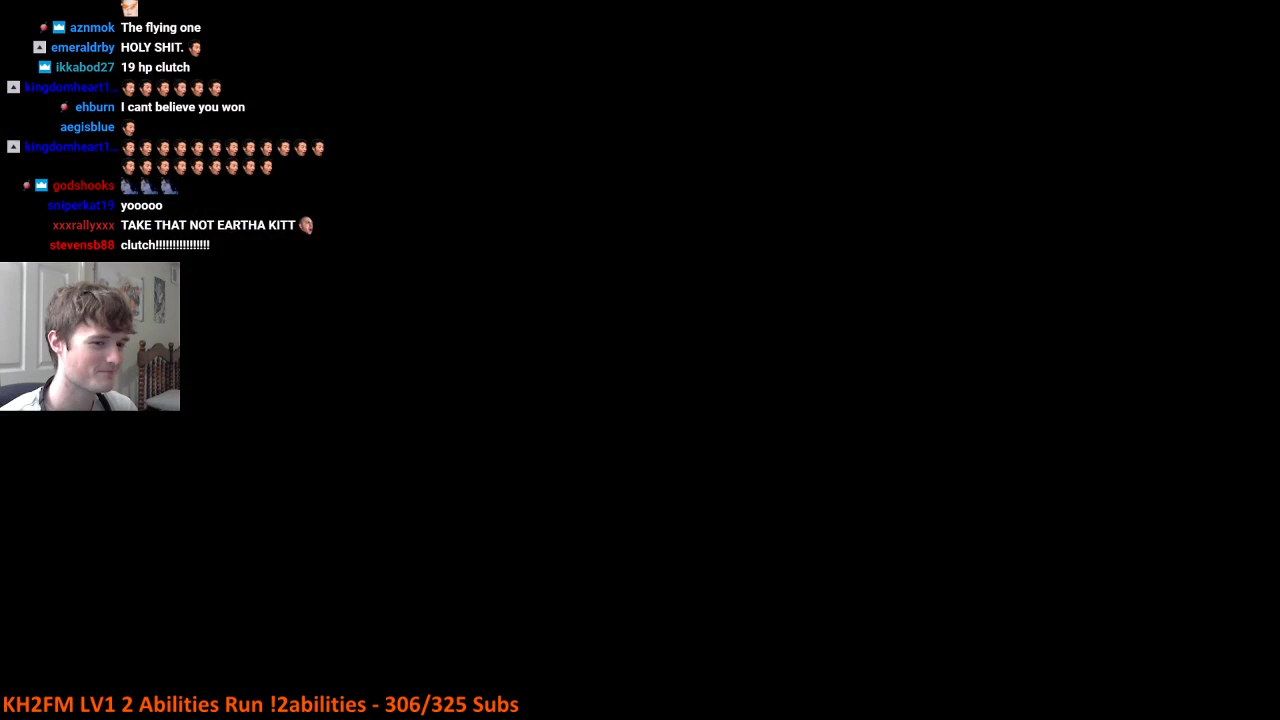 aznmok The flying one
emeraldrby HOLY SHIT.
ikkabod27 19 hp clutch
kingdomheart1...
ehburn I cant believe you won
aegisblue
kingdomheart1...
godshooks
sniperkat19 yooooo
xxxrallyxxx TAKE THAT NOT EARTHA KITT
stevensb88 clutch!!!!!!!!!!!!!!!!
KH2FM LV1 2 Abilities Run !2abilities - 306/325 Subs